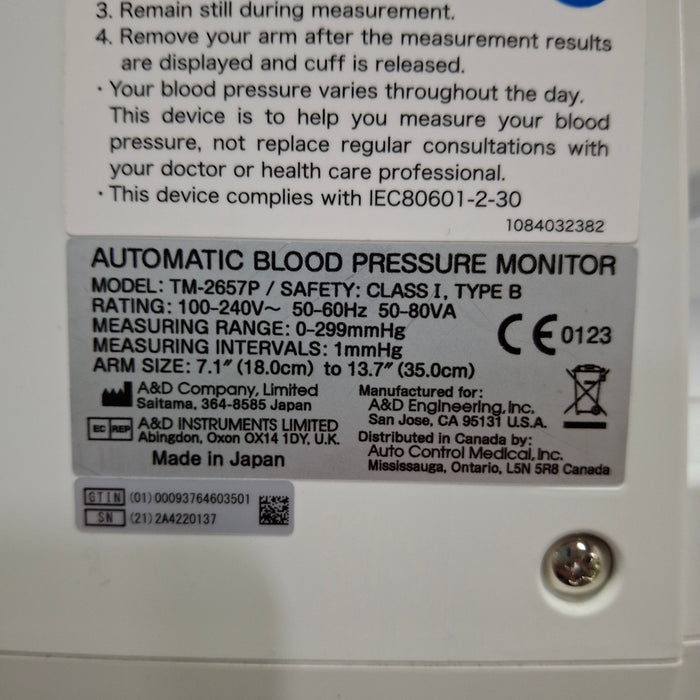 3. Remain still during measurement.
4. Remove your arm after the measurement results
are displayed and cuff is released.
・Your blood pressure varies throughout the day.
This device is to help you measure your blood
pressure, not replace regular consultations with
your doctor or health care professional.
・This device complies with IEC80601-2-30
1084032382
AUTOMATIC BLOOD PRESSURE MONITOR
MODEL: TM-2657P / SAFETY: CLASS I, TYPE B
RATING: 100-240V～ 50-60Hz 50-80VA
MEASURING RANGE: 0-299mmHg
MEASURING INTERVALS: 1mmHg
CE 0123
ARM SIZE: 7.1″ (18.0cm) to 13.7″ (35.0cm)
A&D Company, Limited
Saitama, 364-8585 Japan
EC REP A&D INSTRUMENTS LIMITED
Abingdon, Oxon OX14 1DY, U.K.
Made in Japan
Manufactured for:
A&D Engineering, Inc.
San Jose, CA 95131 U.S.A.
Distributed in Canada by:
Auto Control Medical, Inc.
Mississauga, Ontario, L5N 5R8 Canada
GTIN (01) 00093764603501
SN (21) 2A4220137